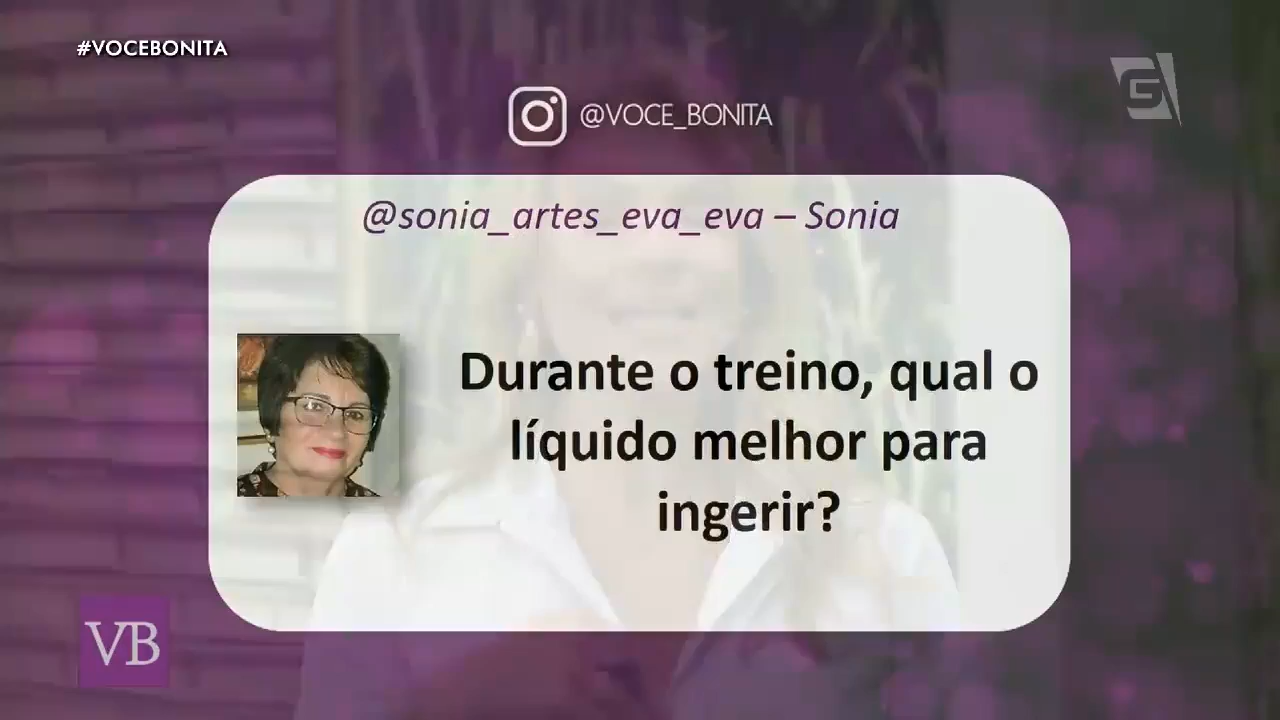 #VOCEBONITA
@VOCE_BONITA
@sonia_artes_eva_eva – Sonia
Durante o treino, qual o
líquido melhor para
ingerir?
VB
G